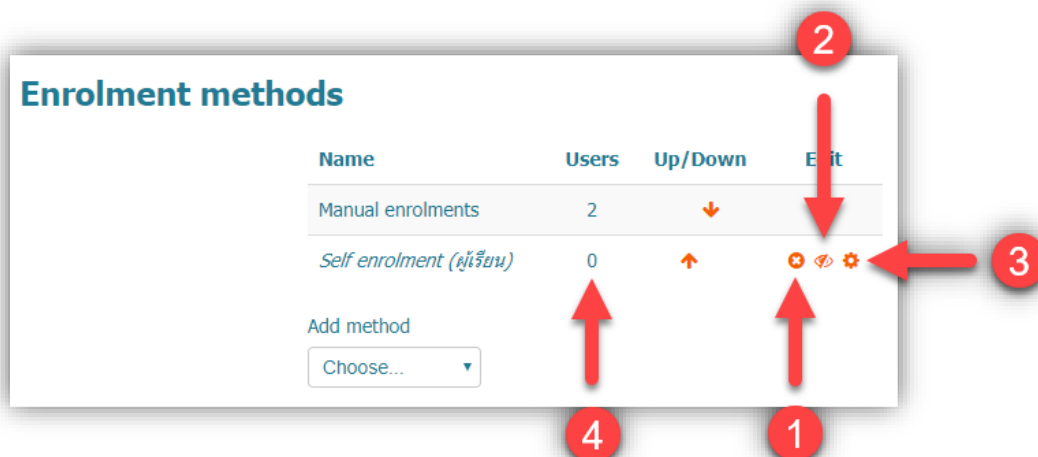 2
Enrolment methods
Name Users Up/Down Edit
Manual enrolments 2
Self enrolment (ผู้เรียน) 0
3
Add method
Choose...
4 1